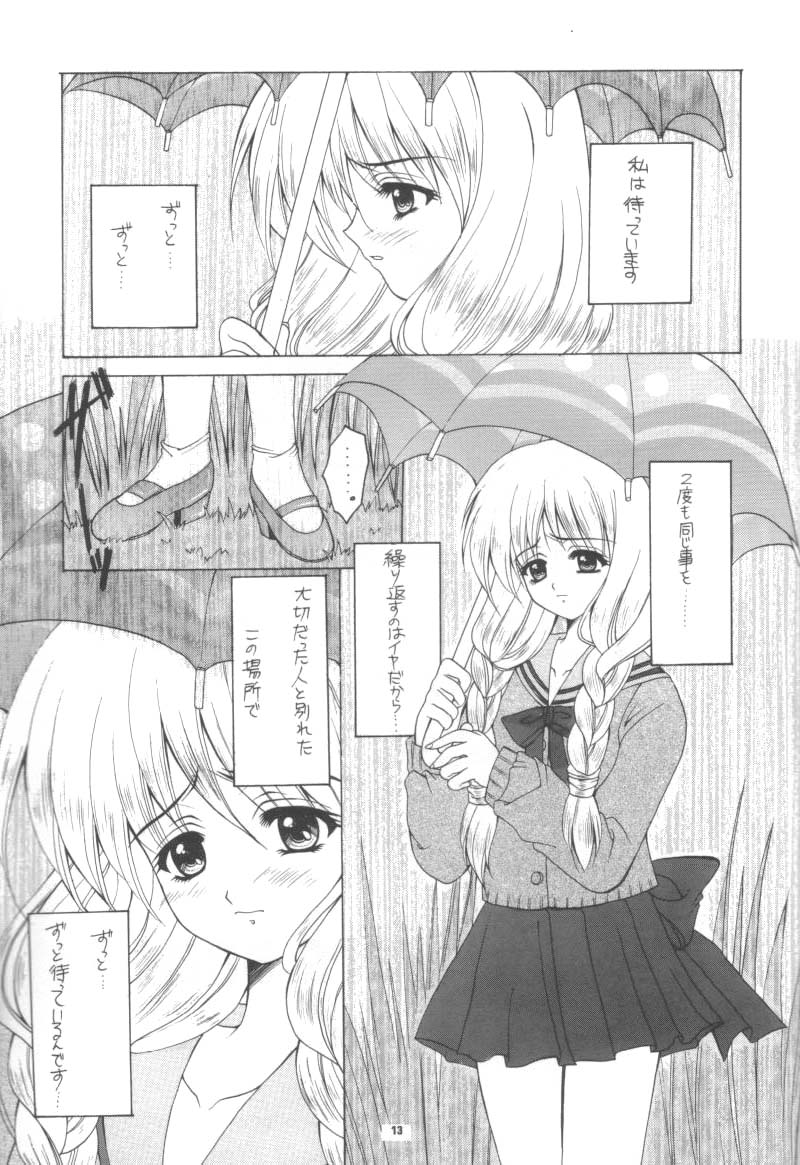 私は待っています
ずっと……
ずっと……
ザッ
……。
2度も同じ事を………
繰り返すのはイヤだから…
大切だった人と別れた
この場所で
ずっと……
ずっと待っているんです……
13